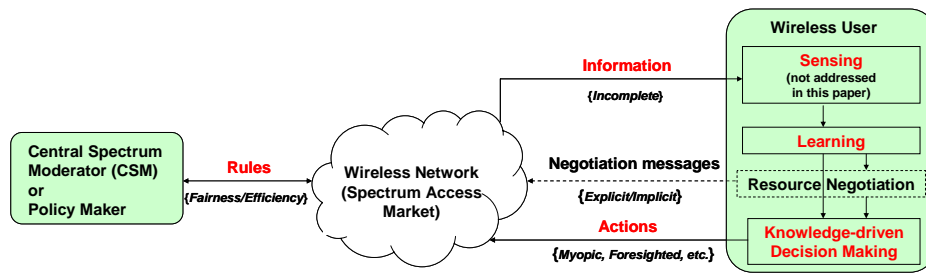 Central Spectrum
Moderator (CSM)
or
Policy Maker
Rules
{Fairness/Efficiency}
Wireless Network
(Spectrum Access
Market)
Information
{Incomplete}
Negotiation messages
{Explicit/Implicit}
Actions
{Myopic, Foresighted, etc.}
Wireless User
Sensing
(not addressed
in this paper)
Learning
Resource Negotiation
Knowledge-driven
Decision Making